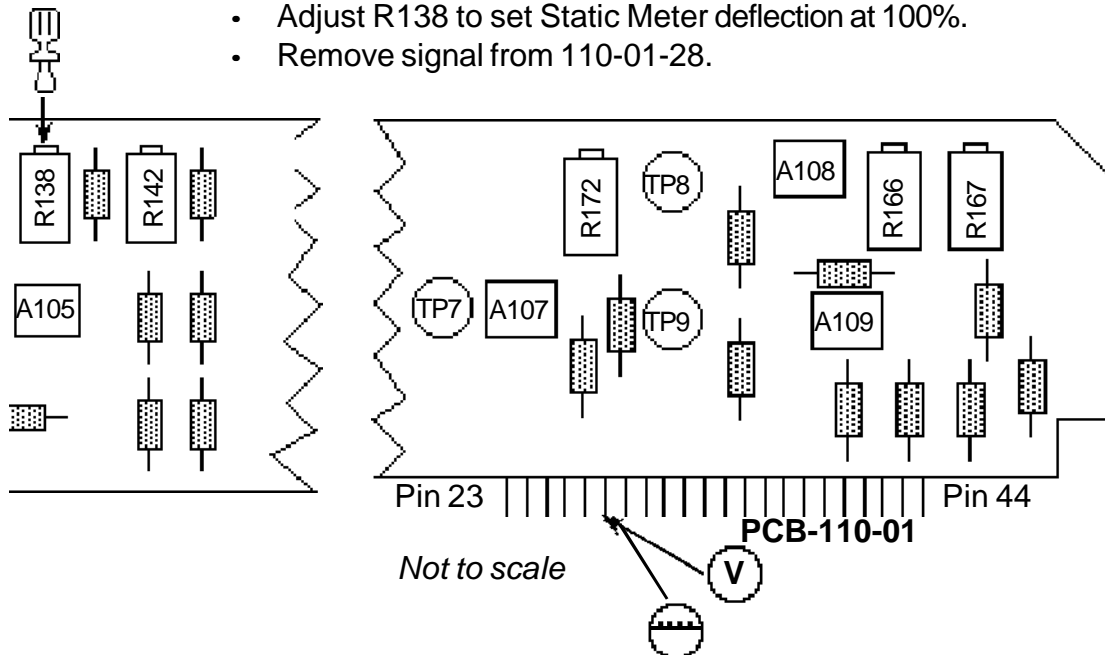 • Adjust R138 to set Static Meter deflection at 100%.
• Remove signal from 110-01-28.
R138
R142
R172
TP8
A108
R166
R167
A105
TP7
A107
TP9
A109
Pin 23
Pin 44
PCB-110-01
Not to scale
V